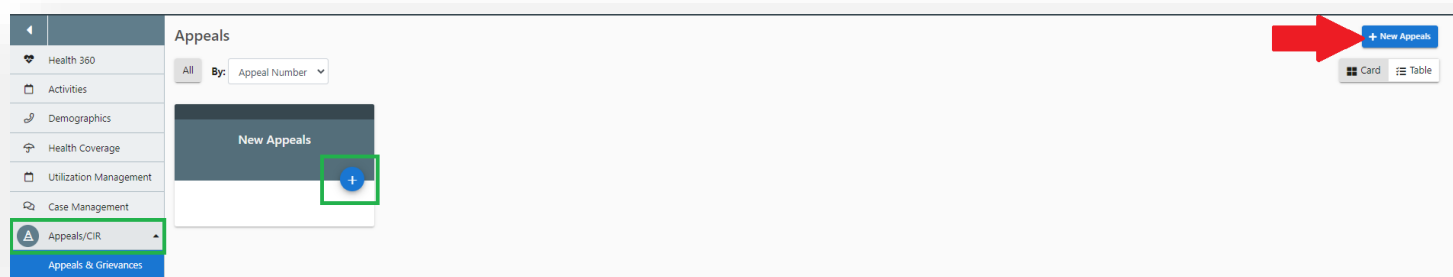 Appeals
+ New Appeals
Health 360
All By: Appeal Number
Card Table
Activities
Demographics
New Appeals
+
Health Coverage
Utilization Management
Case Management
A Appeals/CIR
Appeals & Grievances